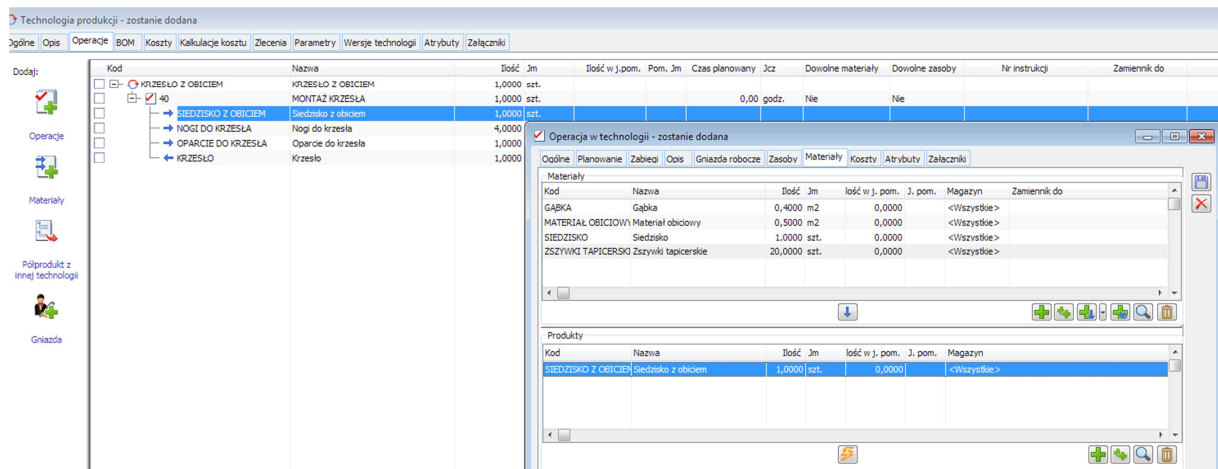 Technologia produkcji - zostanie dodana
Ogólne Opis Operacje BOM Koszty Kalkulacje kosztu Zlecenia Parametry Wersje technologii Atrybuty Załączniki
Dodaj:
Operacje
Materiały
Półprodukt z
innej technologii
Gniazda
Kod Nazwa Ilość Jm Ilość w j.pom. Pom. Jm Czas planowany Jcz Dowolne materiały Dowolne zasoby Nr instrukcji Zamiennik do
KRZESŁO Z OBICIEM KRZESŁO Z OBICIEM 1,0000 szt.
40 MONTAŻ KRZESŁA 1,0000 szt. 0,00 godz. Nie Nie
SIEDZISKO Z OBICIEM Siedzisko z obiciem 1,0000 szt.
NOGI DO KRZESŁA Nogi do krzesła 4,0000
OPARCIE DO KRZESŁA Oparcie do krzesła 1,0000
KRZESŁO Krzesło 1,0000
Operacja w technologii - zostanie dodana
Ogólne Planowanie Zabiegi Opis Gniazda robocze Zasoby Materiały Koszty Atrybuty Załączniki
Materiały
Kod Nazwa Ilość Jm lość w j. pom. J. pom. Magazyn Zamiennik do
GĄBKA Gąbka 0,4000 m2 0,0000 <Wszystkie>
MATERIAŁ OBICIOWY Materiał obiciowy 0,5000 m2 0,0000 <Wszystkie>
SIEDZISKO Siedzisko 1.0000 szt. 0.0000 <Wszystkie>
ZSZYWKI TAPICERSKI Zszywki tapicerskie 20,0000 szt. 0,0000 <Wszystkie>
Produkty
Kod Nazwa Ilość Jm lość w j. pom. J. pom. Magazyn
SIEDZISKO Z OBICIEM Siedzisko z obiciem 1,0000 szt. 0,0000 <Wszystkie>